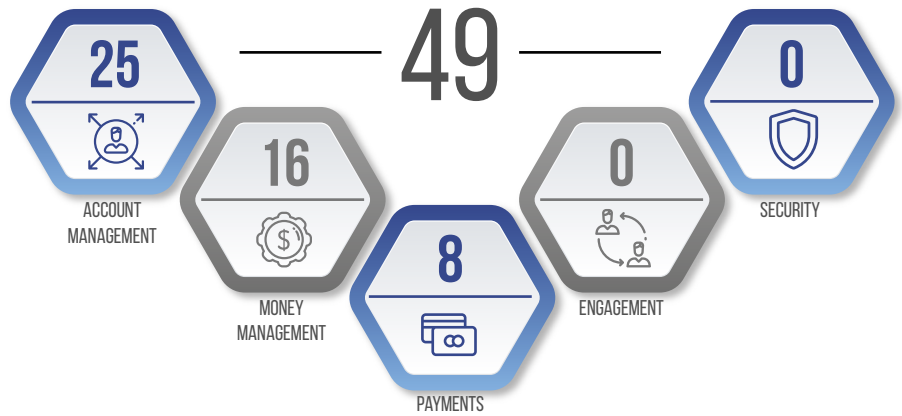 49
25
ACCOUNT
MANAGEMENT
16
$
MONEY
MANAGEMENT
8
PAYMENTS
0
ENGAGEMENT
0
SECURITY